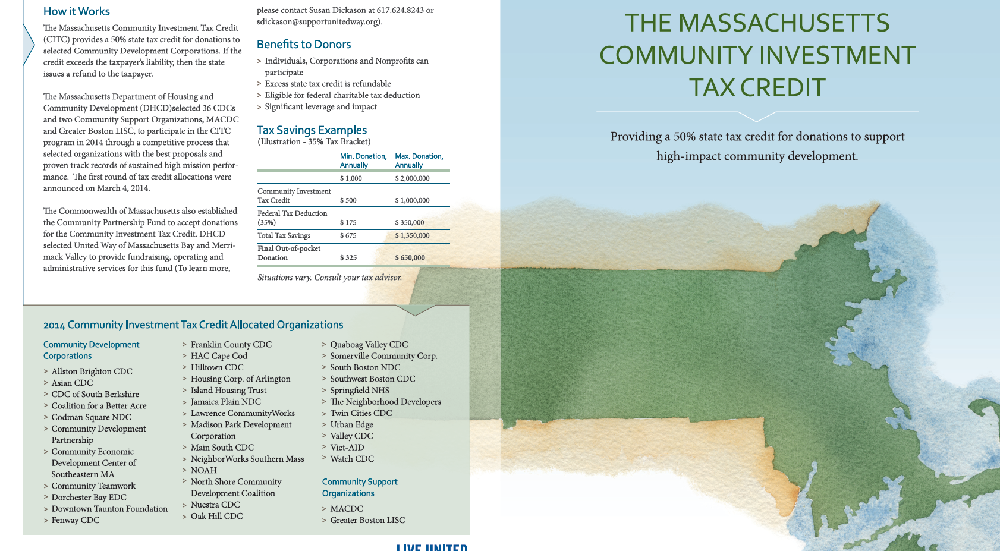 How it Works
The Massachusetts Community Investment Tax Credit
(CITC) provides a 50% state tax credit for donations to
selected Community Development Corporations. If the
credit exceeds the taxpayer's liability, then the state
issues a refund to the taxpayer.
The Massachusetts Department of Housing and
Community Development (DHCD)selected 36 CDCs
and two Community Support Organizations, MACDC
and Greater Boston LISC, to participate in the CITC
program in 2014 through a competitive process that
selected organizations with the best proposals and
proven track records of sustained high mission perfor-
mance. The first round of tax credit allocations were
announced on March 4, 2014.
The Commonwealth of Massachusetts also established
the Community Partnership Fund to accept donations
for the Community Investment Tax Credit. DHCD
selected United Way of Massachusetts Bay and Merri-
mack Valley to provide fundraising, operating and
administrative services for this fund (To learn more,
please contact Susan Dickason at 617.624.8243 or
sdickason@supportunitedway.org).
Benefits to Donors
> Individuals, Corporations and Nonprofits can
participate
> Excess state tax credit is refundable
> Eligible for federal charitable tax deduction
> Significant leverage and impact
Tax Savings Examples
(Illustration - 35% Tax Bracket)
Min. Donation, Max. Donation,
Annually Annually
$ 1,000 $ 2,000,000
Community Investment
Tax Credit $ 500 $ 1,000,000
Federal Tax Deduction
(35%) $ 175 $ 350,000
Total Tax Savings $ 675 $ 1,350,000
Final Out-of-pocket
Donation $ 325 $ 650,000
Situations vary. Consult your tax advisor.
2014 Community Investment Tax Credit Allocated Organizations
Community Development
Corporations
> Allston Brighton CDC
> Asian CDC
> CDC of South Berkshire
> Coalition for a Better Acre
> Codman Square NDC
> Community Development
Partnership
> Community Economic
Development Center of
Southeastern MA
> Community Teamwork
> Dorchester Bay EDC
> Downtown Taunton Foundation
> Fenway CDC
> Franklin County CDC
> HAC Cape Cod
> Hilltown CDC
> Housing Corp. of Arlington
> Island Housing Trust
> Jamaica Plain NDC
> Lawrence CommunityWorks
> Madison Park Development
Corporation
> Main South CDC
> NeighborWorks Southern Mass
> NOAH
> North Shore Community
Development Coalition
> Nuestra CDC
> Oak Hill CDC
> Quaboag Valley CDC
> Somerville Community Corp.
> South Boston NDC
> Southwest Boston CDC
> Springfield NHS
> The Neighborhood Developers
> Twin Cities CDC
> Urban Edge
> Valley CDC
> Viet-AID
> Watch CDC
Community Support
Organizations
> MACDC
> Greater Boston LISC
LIVE UNITED
THE MASSACHUSETTS
COMMUNITY INVESTMENT
TAX CREDIT
Providing a 50% state tax credit for donations to support
high-impact community development.